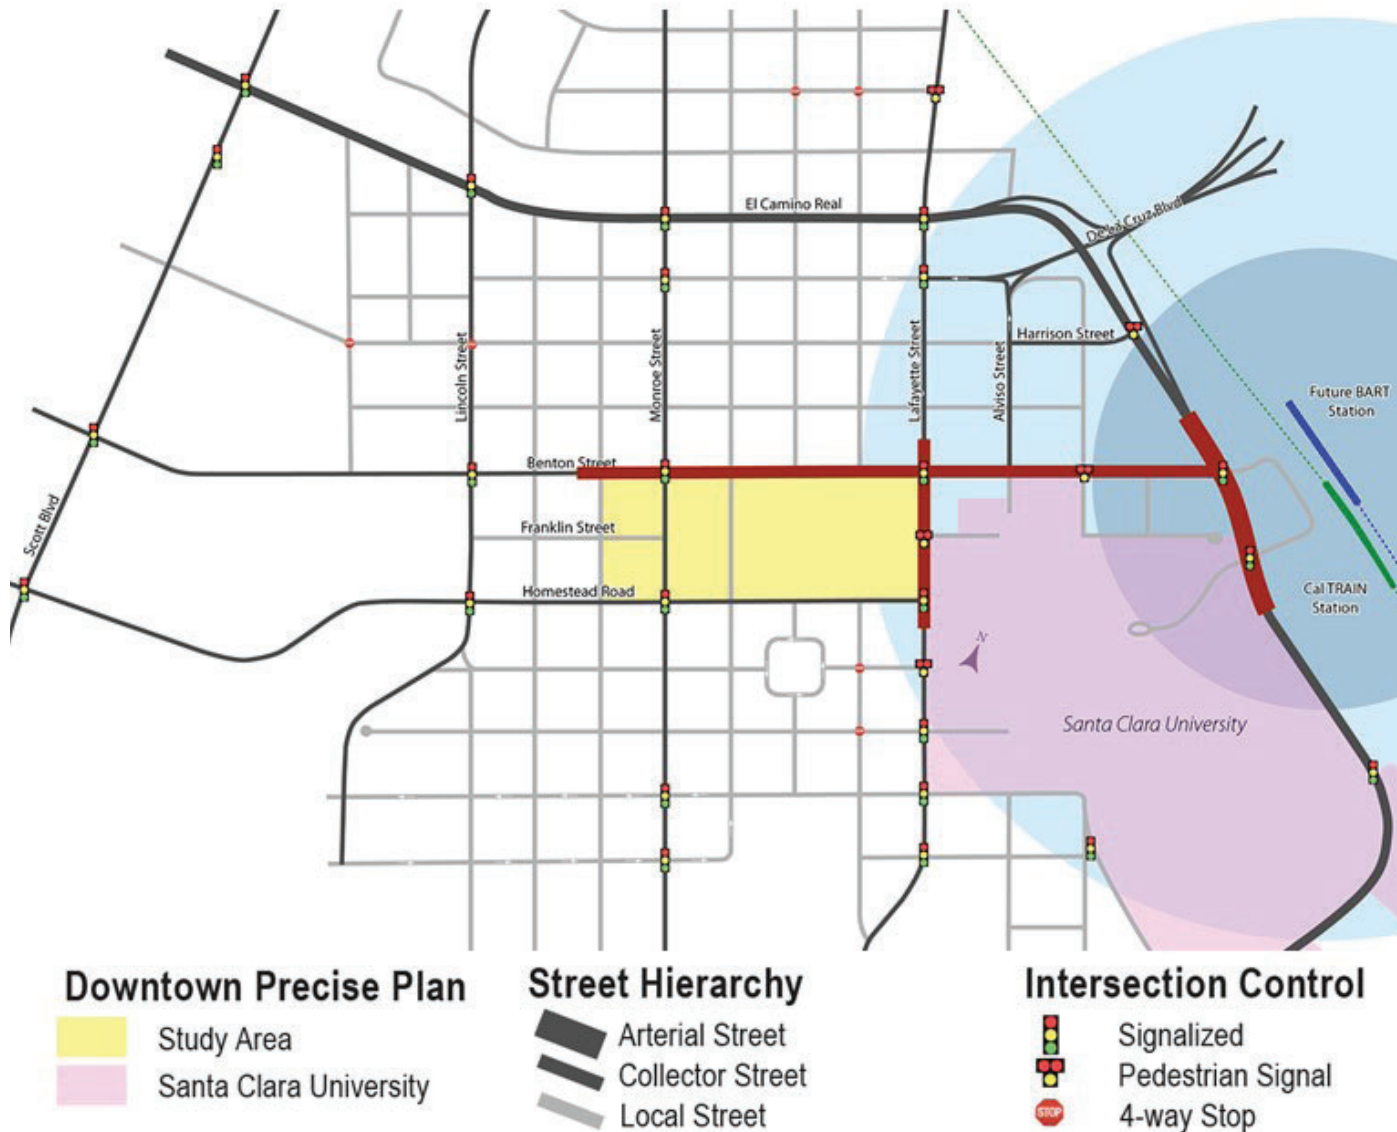 El Camino Real
De La Cruz Blvd
Harrison Street
Lincoln Street
Monroe Street
Lafayette Street
Alviso Street
Future BART
Station
Benton Street
Scott Blvd
Franklin Street
Homestead Road
Cal TRAIN
Station
N
Santa Clara University
Downtown Precise Plan
Study Area
Santa Clara University
Street Hierarchy
Arterial Street
Collector Street
Local Street
Intersection Control
Signalized
Pedestrian Signal
STOP
4-way Stop